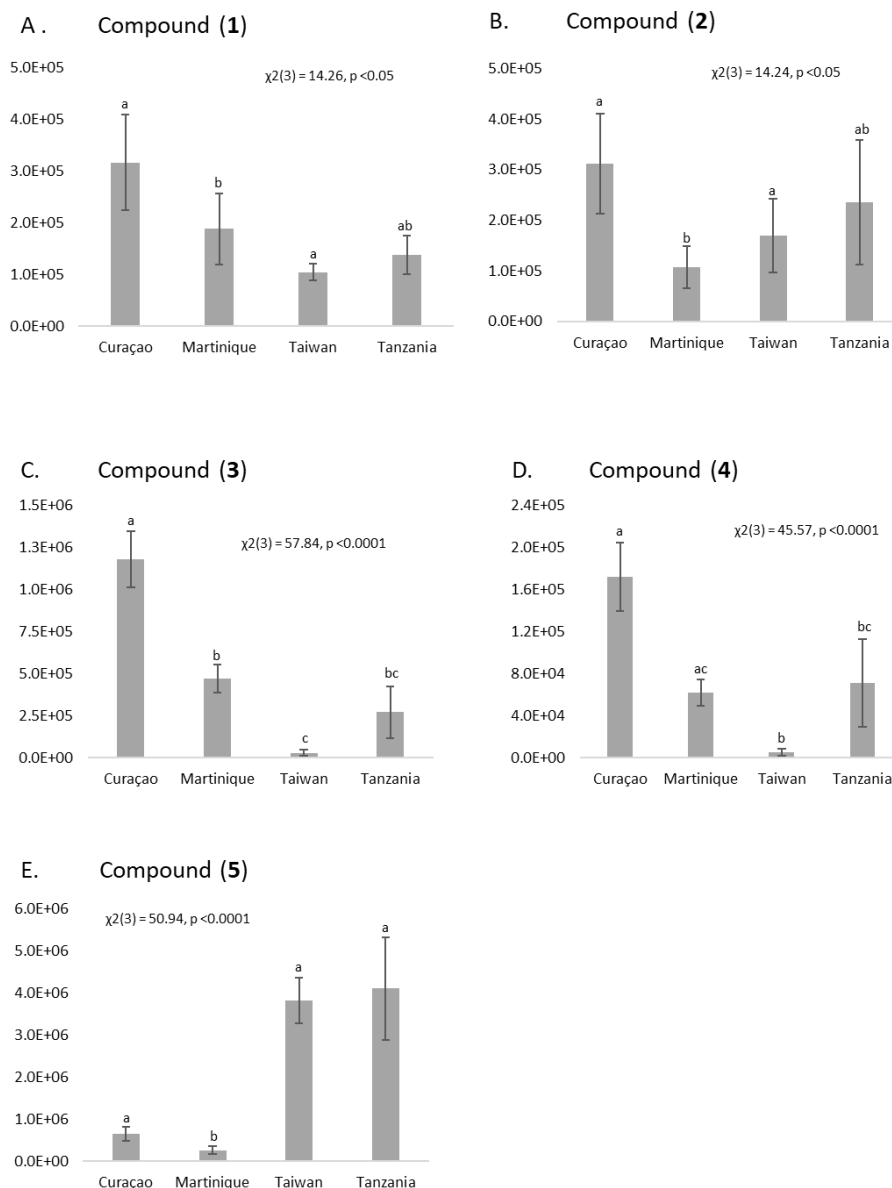 A . Compound (1)
χ2(3) = 14.26, p <0.05
5.0E+05
4.0E+05
3.0E+05
2.0E+05
1.0E+05
0.0E+00
a
b
a
ab
Curaçao Martinique Taiwan Tanzania
B. Compound (2)
χ2(3) = 14.24, p <0.05
5.0E+05
4.0E+05
3.0E+05
2.0E+05
1.0E+05
0.0E+00
a
b
a
ab
Curaçao Martinique Taiwan Tanzania
C. Compound (3)
χ2(3) = 57.84, p <0.0001
1.5E+06
1.3E+06
1.0E+06
7.5E+05
5.0E+05
2.5E+05
0.0E+00
a
b
c
bc
Curaçao Martinique Taiwan Tanzania
D. Compound (4)
χ2(3) = 45.57, p <0.0001
2.4E+05
2.0E+05
1.6E+05
1.2E+05
8.0E+04
4.0E+04
0.0E+00
a
ac
b
bc
Curaçao Martinique Taiwan Tanzania
E. Compound (5)
χ2(3) = 50.94, p <0.0001
6.0E+06
5.0E+06
4.0E+06
3.0E+06
2.0E+06
1.0E+06
0.0E+00
a
b
a
a
Curaçao Martinique Taiwan Tanzania